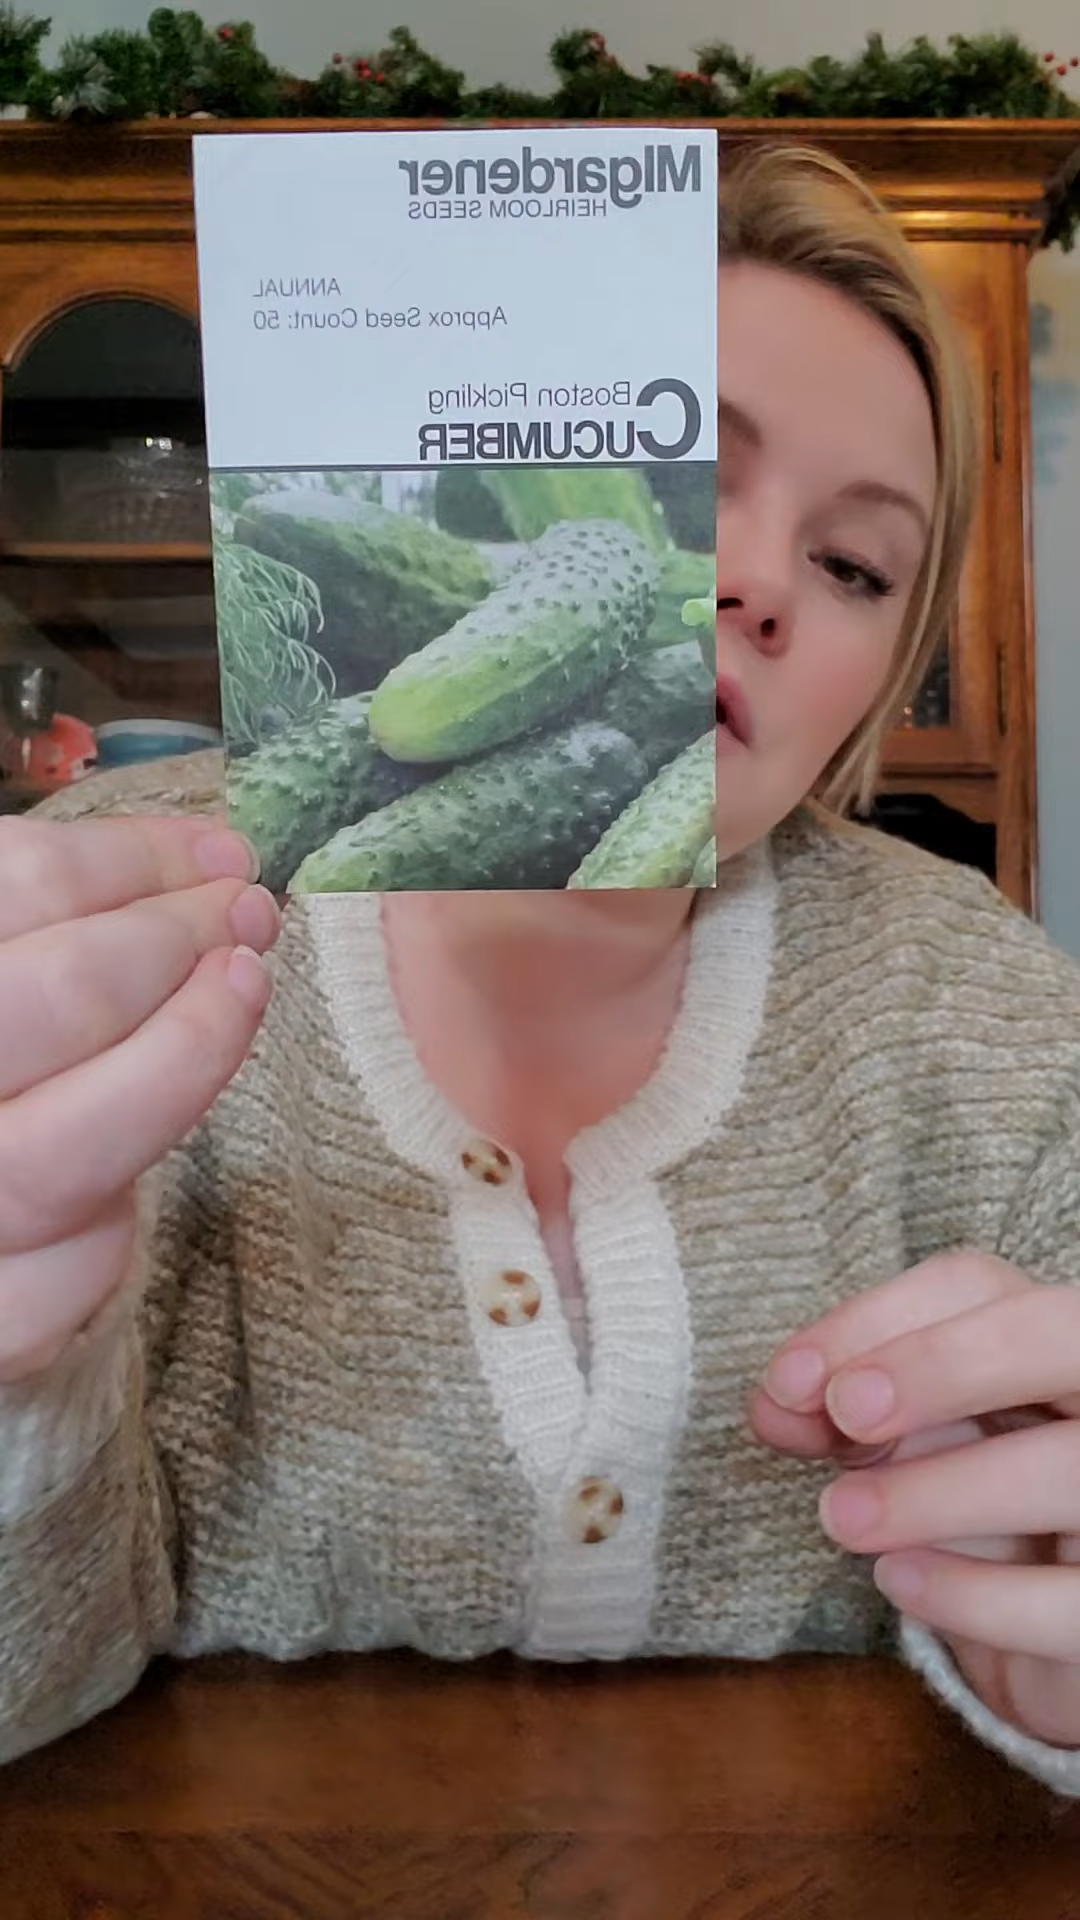 MIgardener
HEIRLOOM SEEDS
ANNUAL
Approx Seed Count: 50
Boston Pickling
CUCUMBER